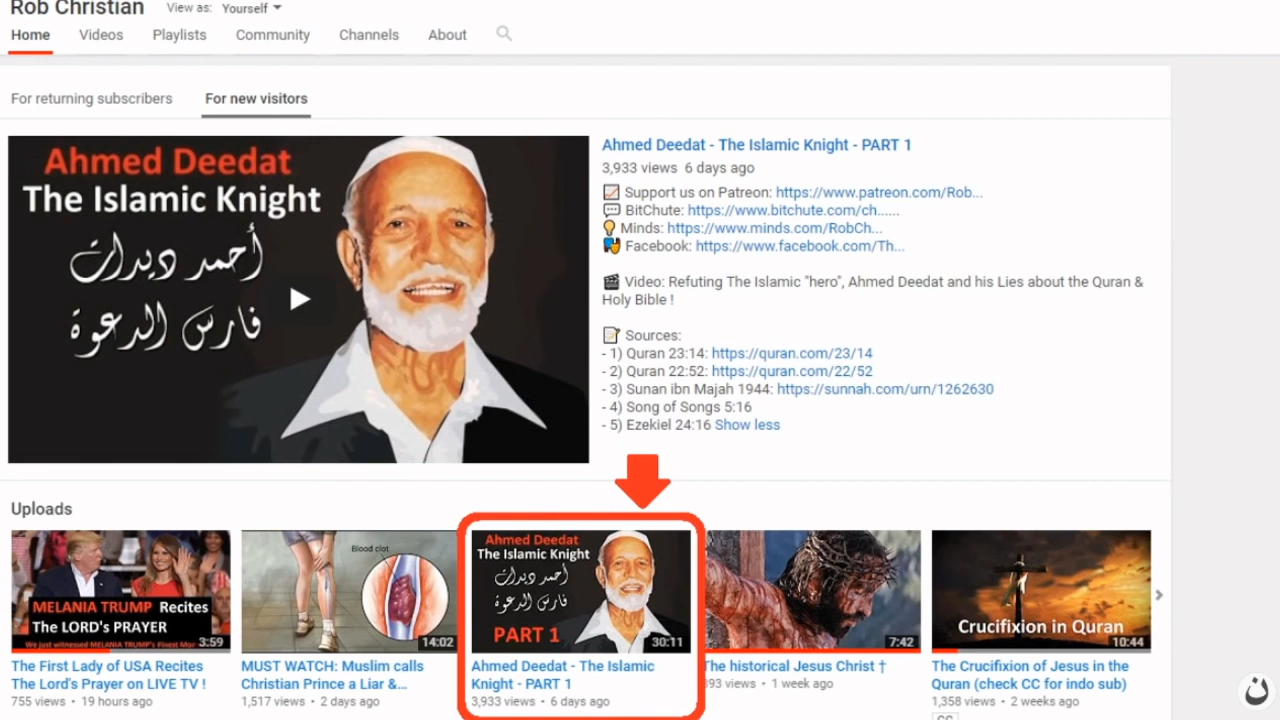 Rob Christian
View as: Yourself
Home Videos Playlists Community Channels About
For returning subscribers For new visitors
Ahmed Deedat
The Islamic Knight
أحمد ديدات
فارس الدعوة
Ahmed Deedat - The Islamic Knight - PART 1
3,933 views 6 days ago
Support us on Patreon: https://www.patreon.com/Rob...
BitChute: https://www.bitchute.com/ch......
Minds: https://www.minds.com/RobCh...
Facebook: https://www.facebook.com/Th...
Video: Refuting The Islamic "hero", Ahmed Deedat and his Lies about the Quran &
Holy Bible !
Sources:
- 1) Quran 23:14: https://quran.com/23/14
- 2) Quran 22:52: https://quran.com/22/52
- 3) Sunan ibn Majah 1944: https://sunnah.com/urn/1262630
- 4) Song of Songs 5:16
- 5) Ezekiel 24:16 Show less
Uploads
MELANIA TRUMP Recites
The LORD's PRAYER
We just witnessed MELANIA TRUMP's Finest
3:59
The First Lady of USA Recites
The Lord's Prayer on LIVE TV !
755 views • 19 hours ago
Blood clot
14:02
MUST WATCH: Muslim calls
Christian Prince a Liar &...
1,517 views • 2 days ago
Ahmed Deedat
The Islamic Knight
أحمد ديدات
فارس الدعوة
PART 1
30:11
Ahmed Deedat - The Islamic
Knight - PART 1
3,933 views • 6 days ago
7:42
The historical Jesus Christ †
393 views • 1 week ago
Crucifixion in Quran
10:44
The Crucifixion of Jesus in the
Quran (check CC for indo sub)
1,358 views • 2 weeks ago
CC
ن